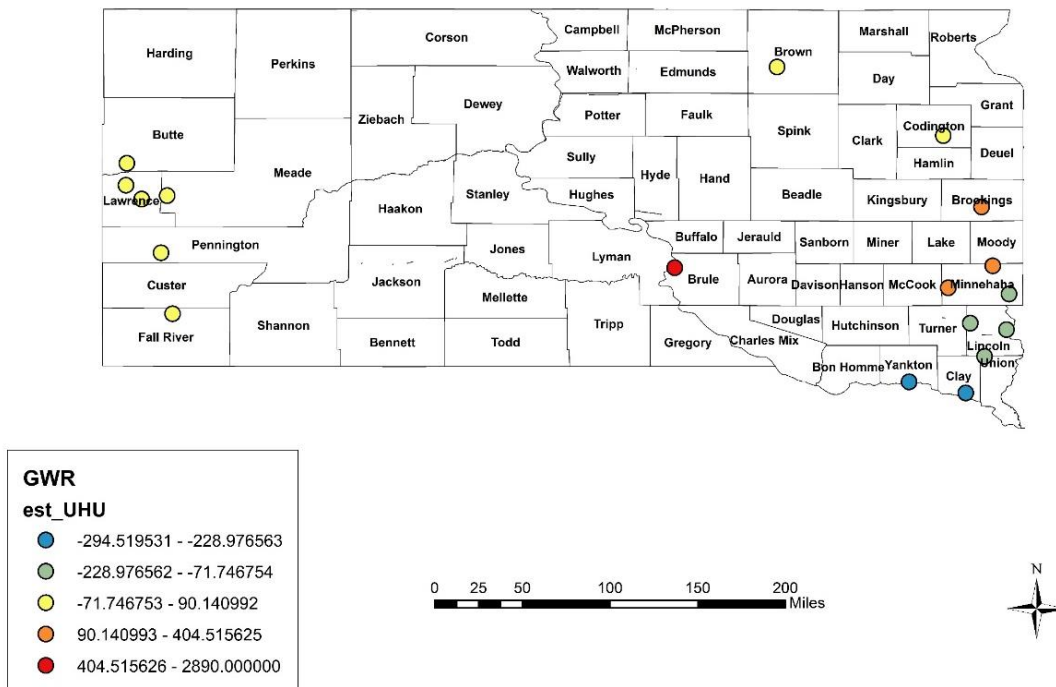 Harding
Perkins
Corson
Campbell
McPherson
Brown
Marshall
Roberts
Walworth
Edmunds
Day
Dewey
Ziebach
Butte
Potter
Faulk
Spink
Clark
Codington
Grant
Meade
Sully
Hyde
Hand
Hamlin
Deuel
Lawrence
Haakon
Stanley
Hughes
Beadle
Kingsbury
Brookings
Pennington
Jones
Lyman
Buffalo
Jerauld
Sanborn
Miner
Lake
Moody
Custer
Jackson
Mellette
Brule
Aurora
Davison
Hanson
McCook
Minnehaha
Fall River
Shannon
Bennett
Todd
Tripp
Gregory
Charles Mix
Douglas
Hutchinson
Turner
Lincoln
Bon Homme
Yankton
Clay
Union
GWR
est_UHU
-294.519531 - -228.976563
-228.976562 - -71.746754
-71.746753 - 90.140992
90.140993 - 404.515625
404.515626 - 2890.000000
0 25 50 100 150 200
Miles
N